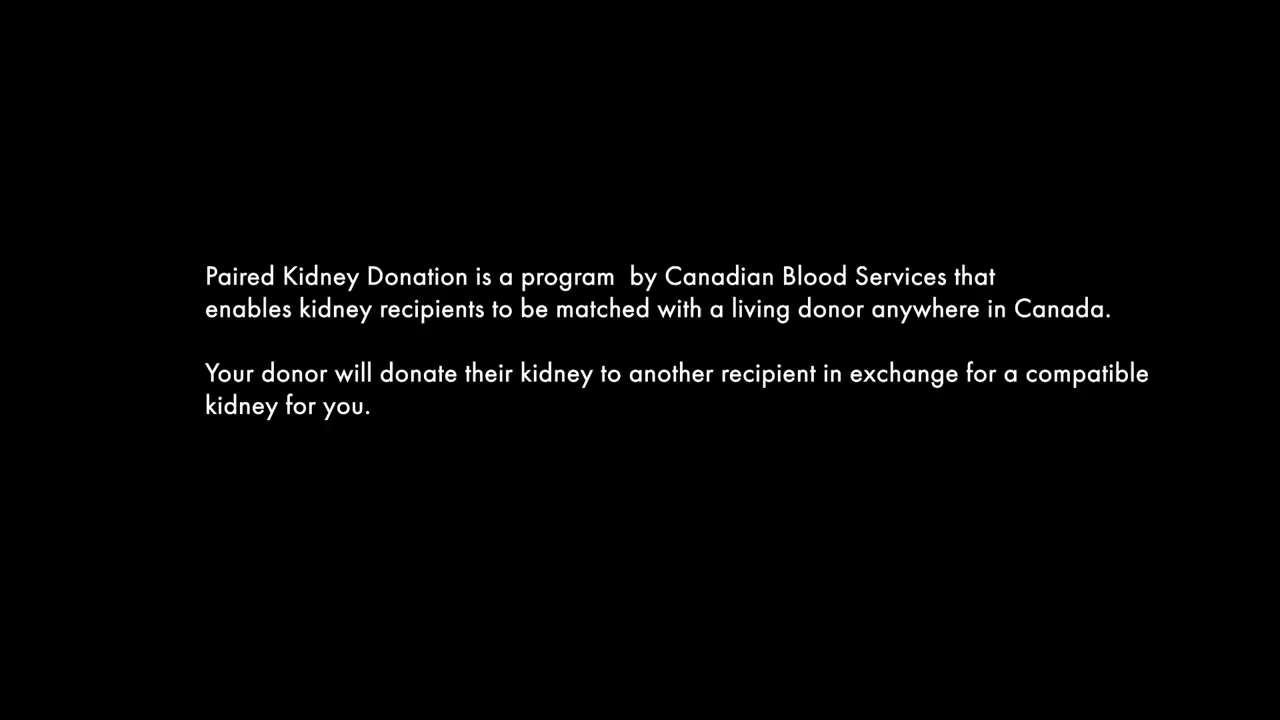 Paired Kidney Donation is a program  by Canadian Blood Services that
enables kidney recipients to be matched with a living donor anywhere in Canada.
Your donor will donate their kidney to another recipient in exchange for a compatible
kidney for you.